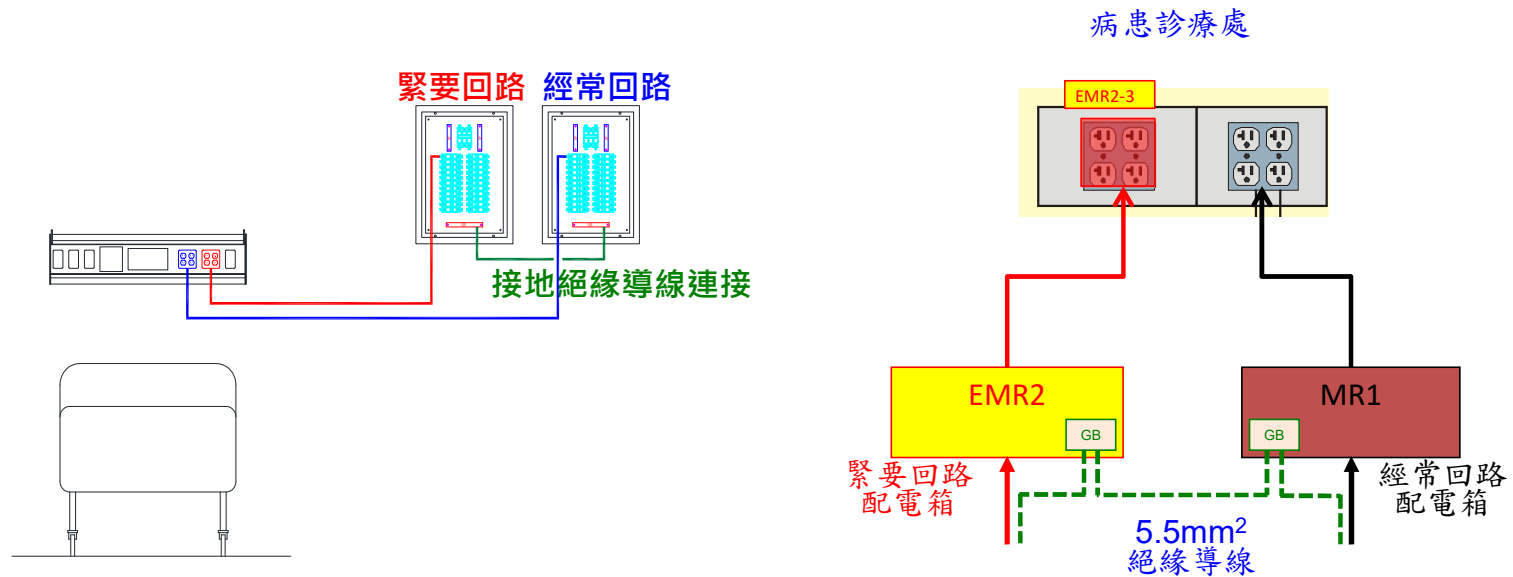 緊要回路 經常回路
接地絕緣導線連接
病患診療處
EMR2-3
EMR2
GB
MR1
GB
緊要回路
配電箱
經常回路
配電箱
5.5mm²
絕緣導線